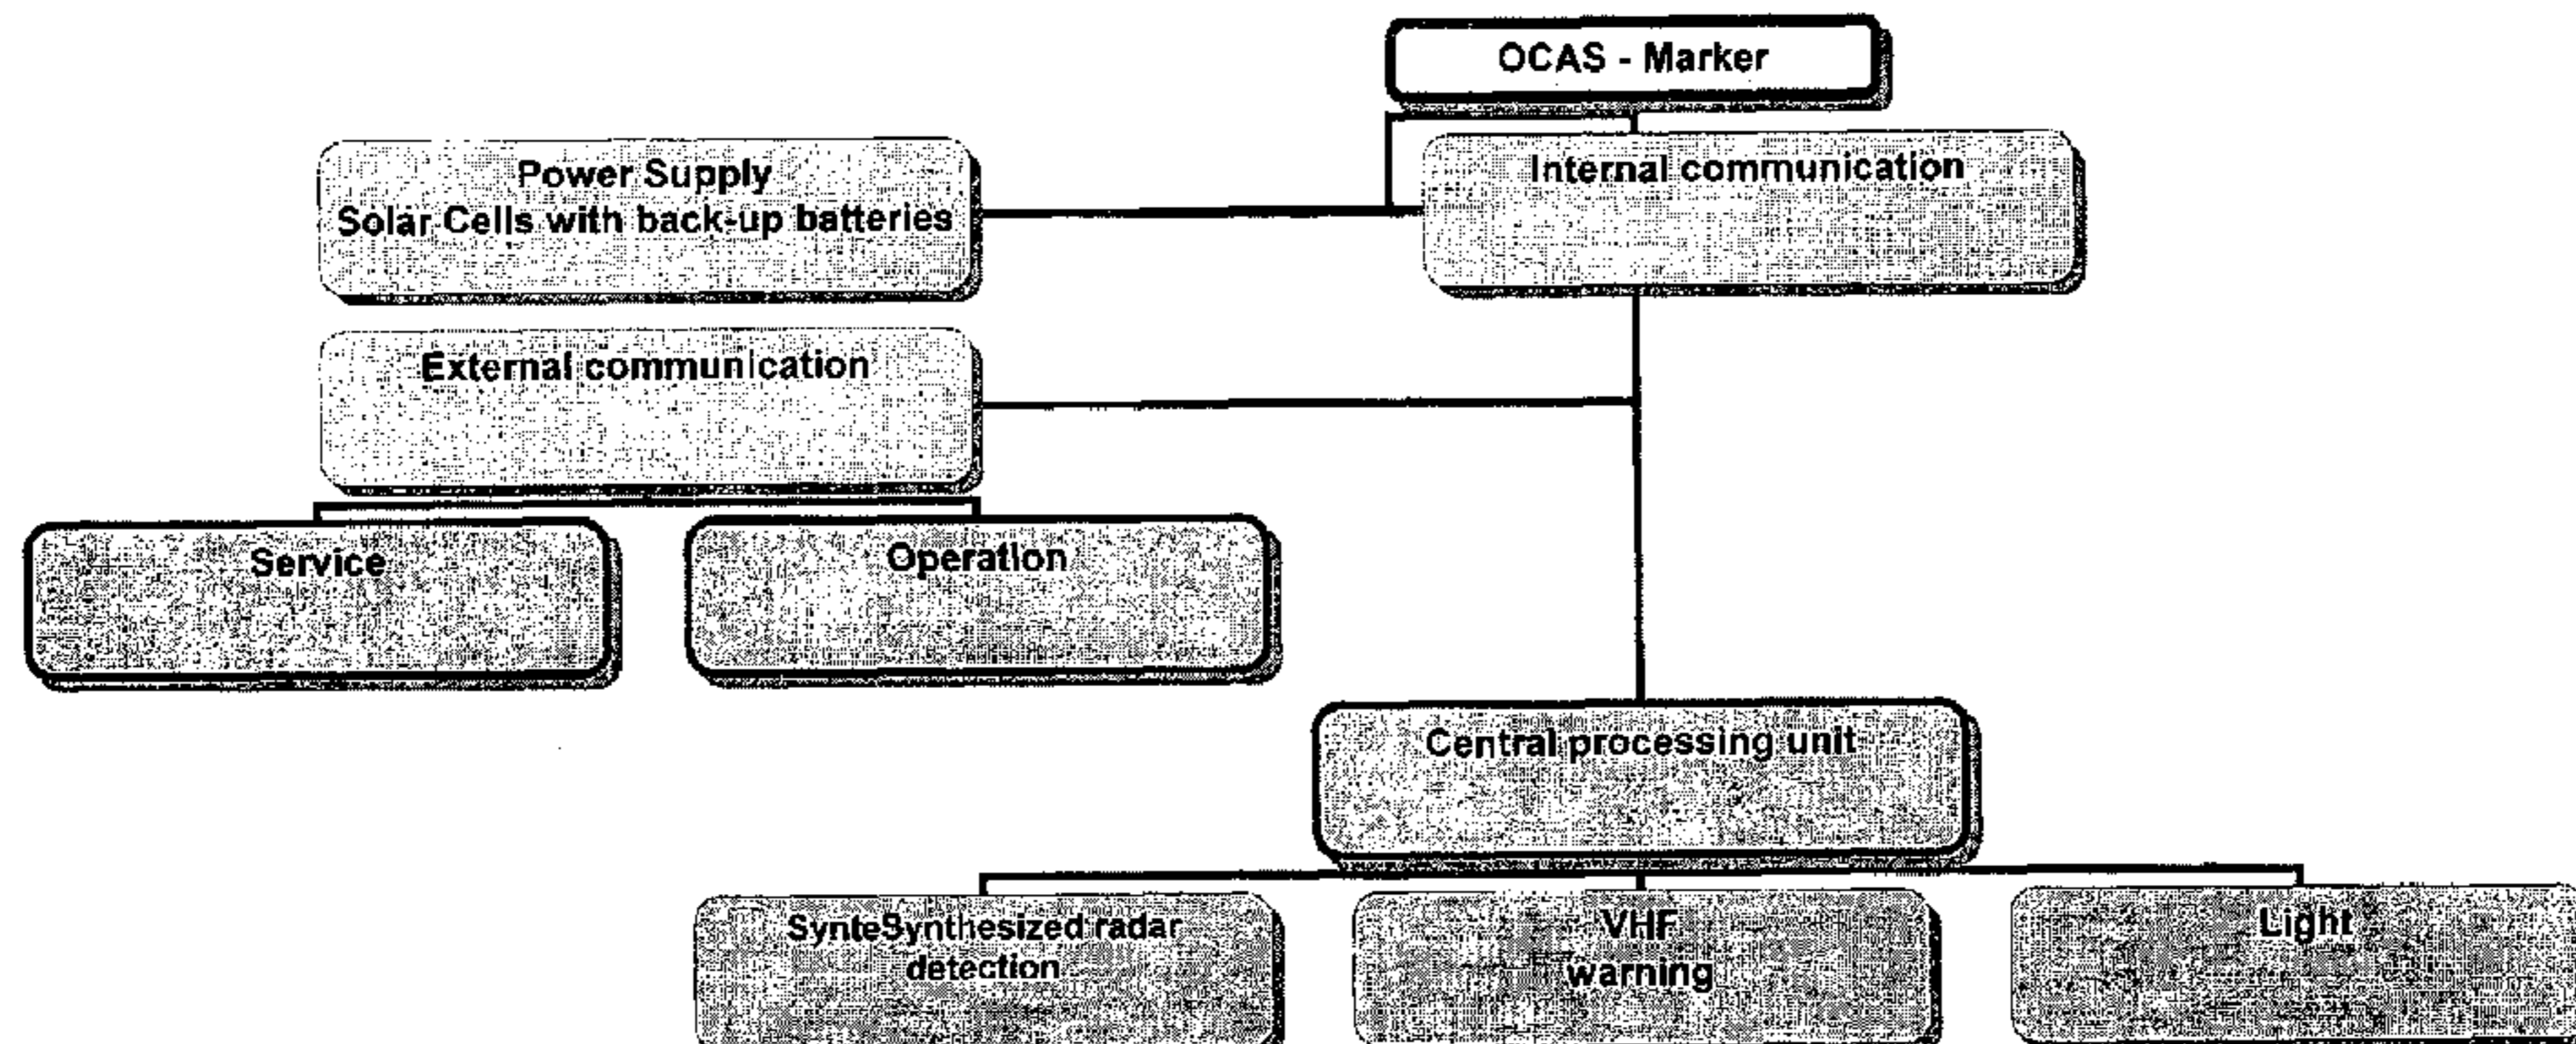 OCAS - Marker
Power Supply
Solar Cells with back-up batteries
Internal communication
External communication
Service
Operation
Central processing unit
SynteSynthesized radar
detection
VHF
warning
Light